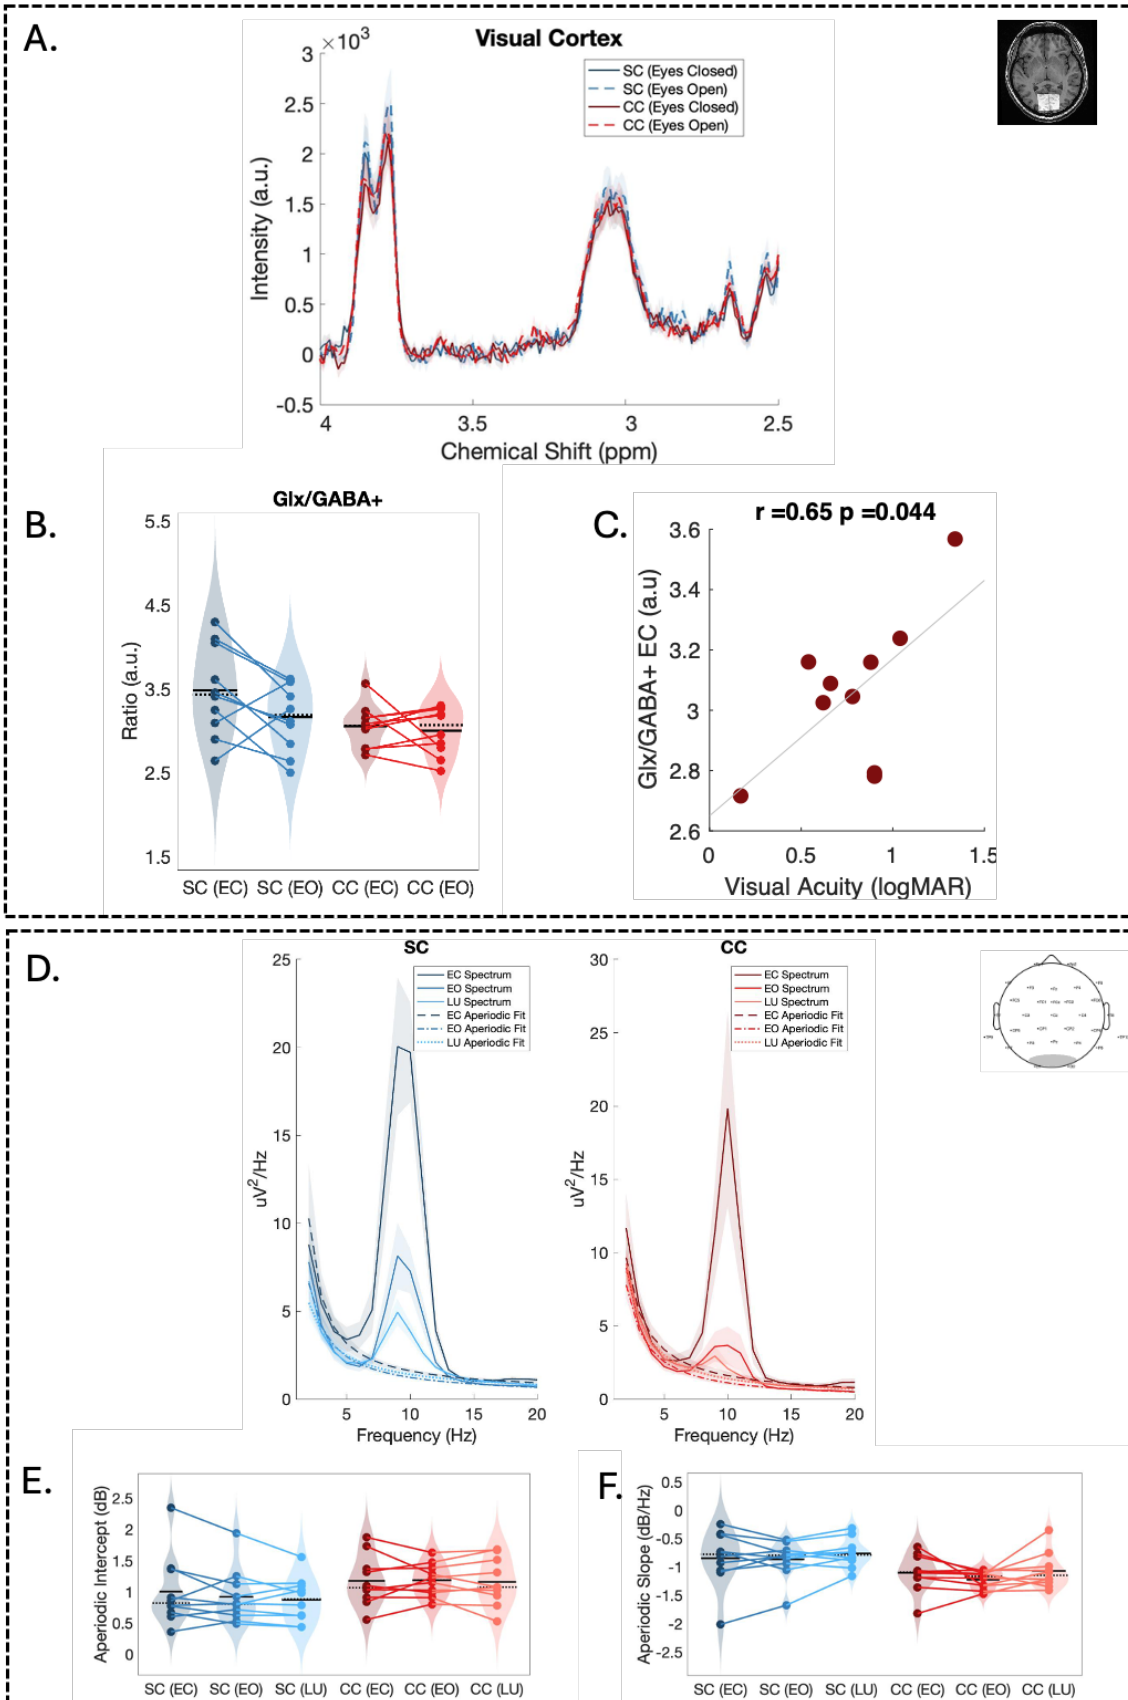 A.
×10³
Visual Cortex
3
2.5
2
1.5
1
0.5
0
-0.5
Intensity (a.u.)
SC (Eyes Closed)
SC (Eyes Open)
CC (Eyes Closed)
CC (Eyes Open)
4
3.5
3
2.5
Chemical Shift (ppm)
B.
Glx/GABA+
5.5
4.5
3.5
2.5
1.5
Ratio (a.u.)
SC (EC)
SC (EO)
CC (EC)
CC (EO)
C.
r =0.65 p =0.044
3.6
3.4
3.2
3
2.8
2.6
Glx/GABA+ EC (a.u)
0
0.5
1
1.5
Visual Acuity (logMAR)
D.
SC
25
20
15
10
5
0
uV²/Hz
EC Spectrum
EO Spectrum
LU Spectrum
EC Aperiodic Fit
EO Aperiodic Fit
LU Aperiodic Fit
5
10
15
20
Frequency (Hz)
CC
30
25
20
15
10
5
0
uV²/Hz
EC Spectrum
EO Spectrum
LU Spectrum
EC Aperiodic Fit
EO Aperiodic Fit
LU Aperiodic Fit
5
10
15
20
Frequency (Hz)
E.
2.5
2
1.5
1
0.5
0
Aperiodic Intercept (dB)
SC (EC)
SC (EO)
SC (LU)
CC (EC)
CC (EO)
CC (LU)
F.
0.5
0
-0.5
-1
-1.5
-2
-2.5
Aperiodic Slope (dB/Hz)
SC (EC)
SC (EO)
SC (LU)
CC (EC)
CC (EO)
CC (LU)